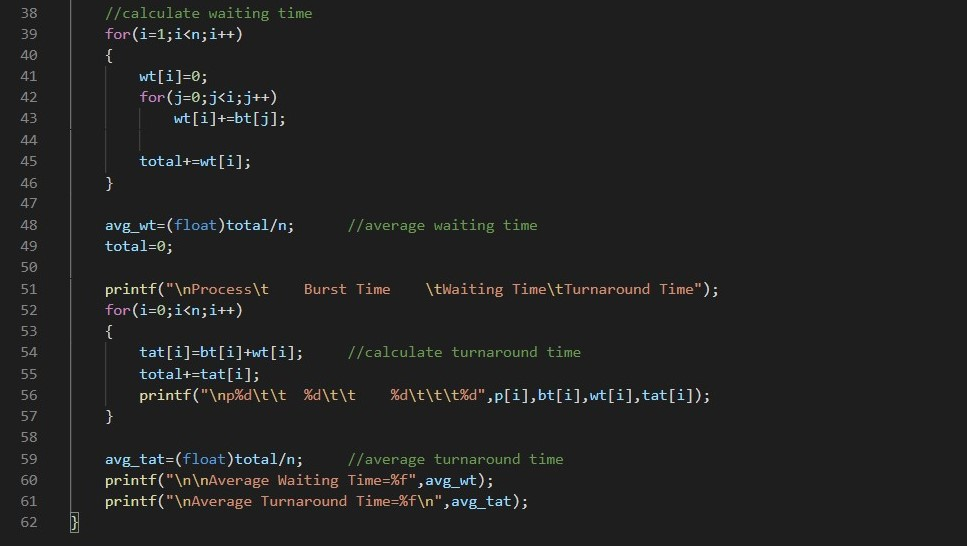 38 //calculate waiting time
39 for(i=1;i<n;i++)
40 {
41 wt[i]=0;
42 for(j=0;j<i;j++)
43 wt[i]+=bt[j];
44
45 total+=wt[i];
46 }
47
48 avg_wt=(float)total/n; //average waiting time
49 total=0;
50
51 printf("\nProcess\t    Burst Time    \tWaiting Time\tTurnaround Time");
52 for(i=0;i<n;i++)
53 {
54 tat[i]=bt[i]+wt[i]; //calculate turnaround time
55 total+=tat[i];
56 printf("\np%d\t\t  %d\t\t    %d\t\t\t%d",p[i],bt[i],wt[i],tat[i]);
57 }
58
59 avg_tat=(float)total/n; //average turnaround time
60 printf("\n\nAverage Waiting Time=%f",avg_wt);
61 printf("\nAverage Turnaround Time=%f\n",avg_tat);
62 }